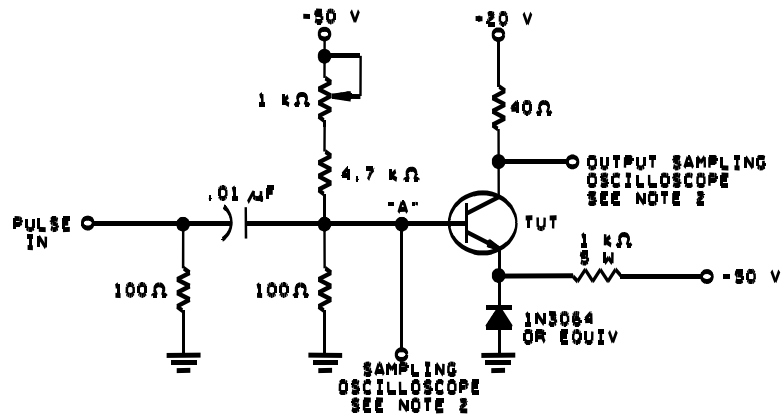 -50 V
-20 V
1 kΩ
40Ω
4.7 kΩ
OUTPUT SAMPLING
OSCILLOSCOPE
SEE NOTE 2
.01 µF
"A"
PULSE
IN
TUT
1 kΩ
5 W
-50 V
100Ω
100Ω
1N3064
OR EQUIV
SAMPLING
OSCILLOSCOPE
SEE NOTE 2